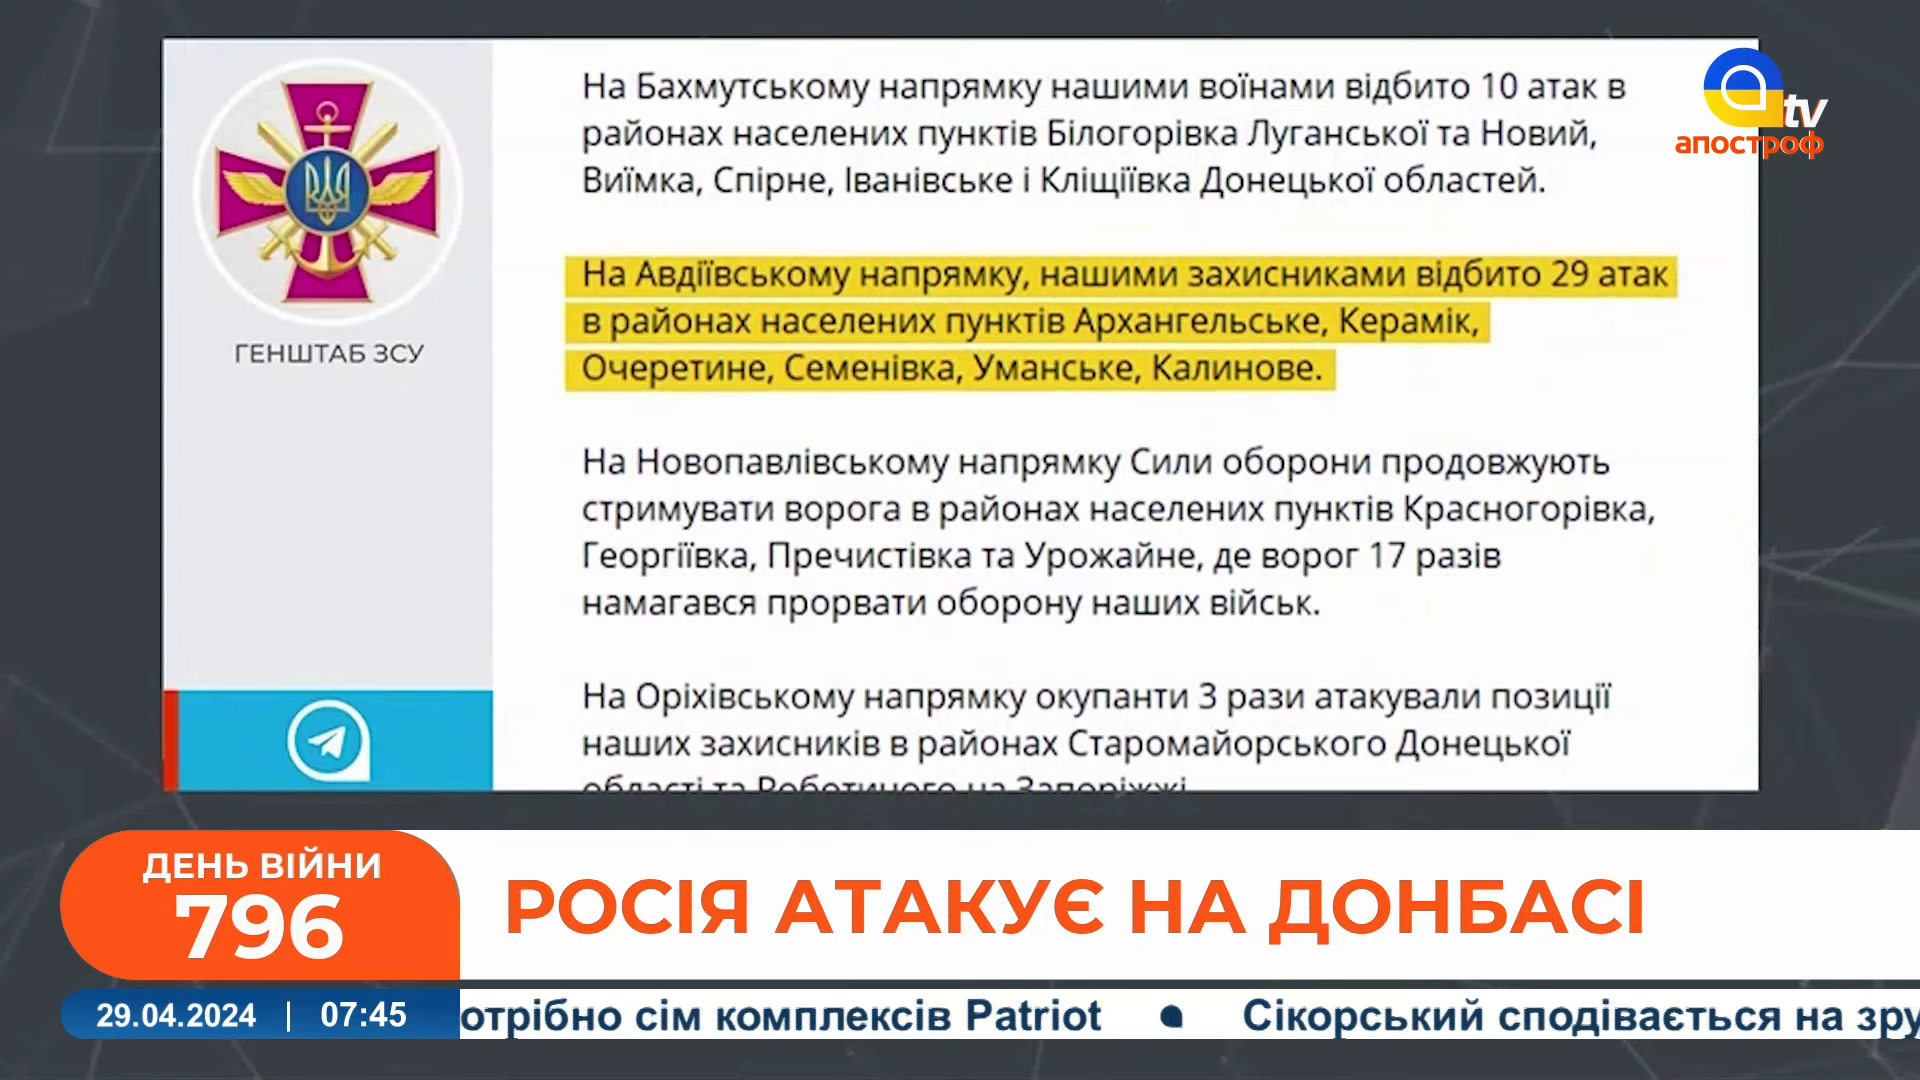 На Бахмутському напрямку нашими воїнами відбито 10 атак в
районах населених пунктів Білогорівка Луганської та Новий,
Виїмка, Спірне, Іванівське і Кліщіївка Донецької областей.
tv
апостроф
На Авдіївському напрямку, нашими захисниками відбито 29 атак
в районах населених пунктів Архангельське, Керамік,
Очеретине, Семенівка, Уманське, Калинове.
ГЕНШТАБ ЗСУ
На Новопавлівському напрямку Сили оборони продовжують
стримувати ворога в районах населених пунктів Красногорівка,
Георгіївка, Пречистівка та Урожайне, де ворог 17 разів
намагався прорвати оборону наших військ.
На Оріхівському напрямку окупанти 3 рази атакували позиції
наших захисників в районах Старомайорського Донецької
області та Роботиного на Запоріжжі.
ДЕНЬ ВІЙНИ
796
РОСІЯ АТАКУЄ НА ДОНБАСІ
29.04.2024 | 07:45
отрібно сім комплексів Patriot • Сікорський сподівається на зру